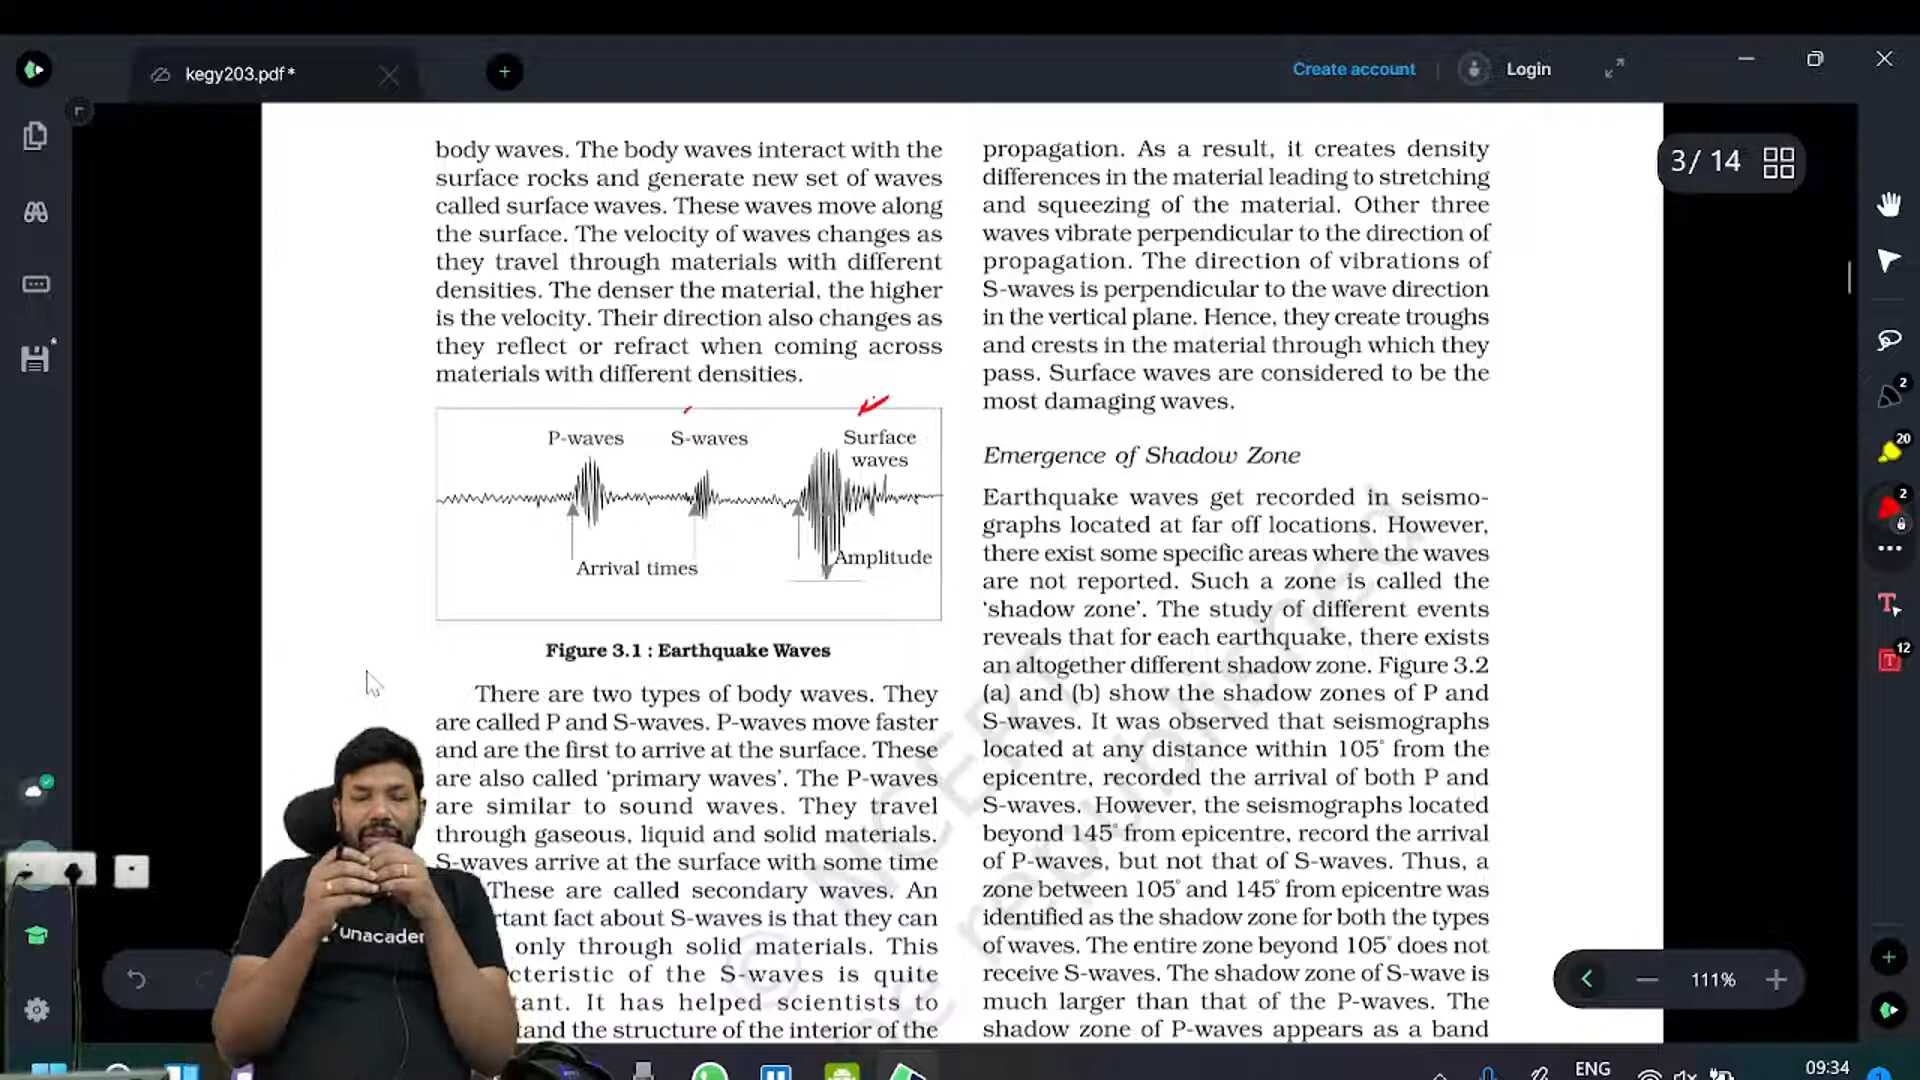 kegy203.pdf*
Create account
Login
3/ 14
body waves. The body waves interact with the
surface rocks and generate new set of waves
called surface waves. These waves move along
the surface. The velocity of waves changes as
they travel through materials with different
densities. The denser the material, the higher
is the velocity. Their direction also changes as
they reflect or refract when coming across
materials with different densities.
P-waves
S-waves
Surface
waves
Arrival times
Amplitude
Figure 3.1 : Earthquake Waves
There are two types of body waves. They
are called P and S-waves. P-waves move faster
and are the first to arrive at the surface. These
are also called ‘primary waves’. The P-waves
are similar to sound waves. They travel
through gaseous, liquid and solid materials.
S-waves arrive at the surface with some time
These are called secondary waves. An
fact about S-waves is that they can
only through solid materials. This
of the S-waves is quite
It has helped scientists to
the structure of the interior of the
propagation. As a result, it creates density
differences in the material leading to stretching
and squeezing of the material. Other three
waves vibrate perpendicular to the direction of
propagation. The direction of vibrations of
S-waves is perpendicular to the wave direction
in the vertical plane. Hence, they create troughs
and crests in the material through which they
pass. Surface waves are considered to be the
most damaging waves.
Emergence of Shadow Zone
Earthquake waves get recorded in seismo-
graphs located at far off locations. However,
there exist some specific areas where the waves
are not reported. Such a zone is called the
‘shadow zone’. The study of different events
reveals that for each earthquake, there exists
an altogether different shadow zone. Figure 3.2
(a) and (b) show the shadow zones of P and
S-waves. It was observed that seismographs
located at any distance within 105° from the
epicentre, recorded the arrival of both P and
S-waves. However, the seismographs located
beyond 145° from epicentre, record the arrival
of P-waves, but not that of S-waves. Thus, a
zone between 105° and 145° from epicentre was
identified as the shadow zone for both the types
of waves. The entire zone beyond 105° does not
receive S-waves. The shadow zone of S-wave is
much larger than that of the P-waves. The
shadow zone of P-waves appears as a band
© NCERT
be republished
2
20
2
12
111%
ENG
09:34